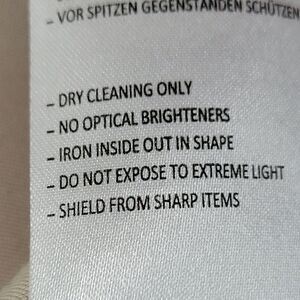 – VOR SPITZEN GEGENSTÄNDEN SCHÜTZEN
– DRY CLEANING ONLY
– NO OPTICAL BRIGHTENERS
– IRON INSIDE OUT IN SHAPE
– DO NOT EXPOSE TO EXTREME LIGHT
– SHIELD FROM SHARP ITEMS